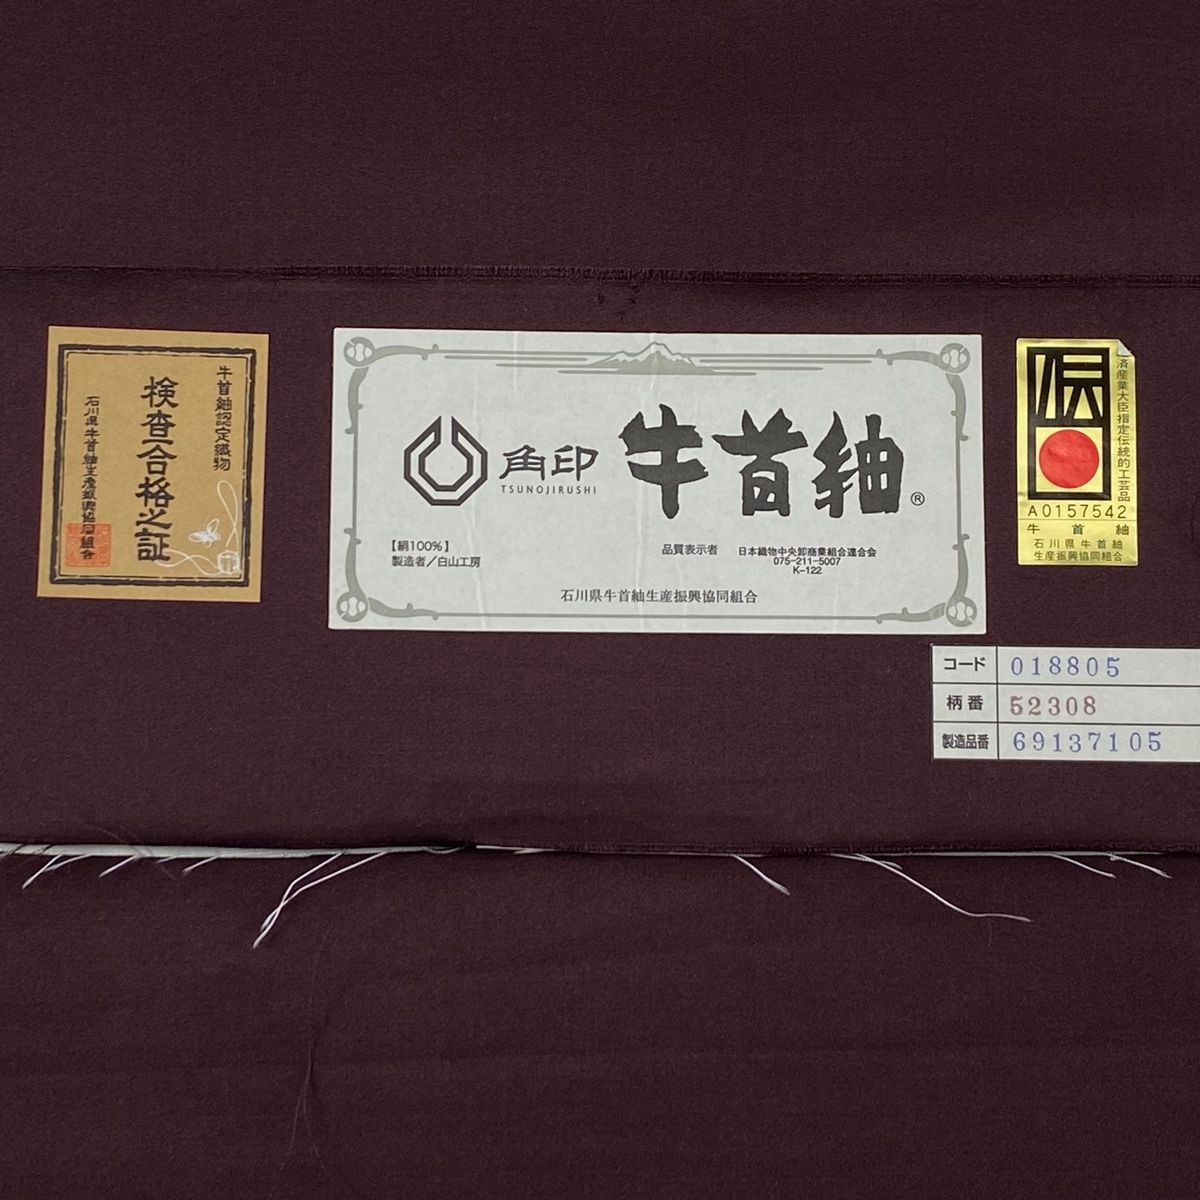 牛首紬認定織物
検査合格之証
石川県牛首紬生産振興協同組合
角印
TSUNOJIRUSHI
牛首紬®
【絹100%】
製造者／白山工房
品質表示者 日本織物中央卸商業組合連合会
075-211-5007
K-122
石川県牛首紬生産振興協同組合
伝
済産業大臣指定伝統的工芸品
A0157542
牛首紬
石川県牛首紬
生産振興協同組合
コード 018805
柄番 52308
製造品番 69137105